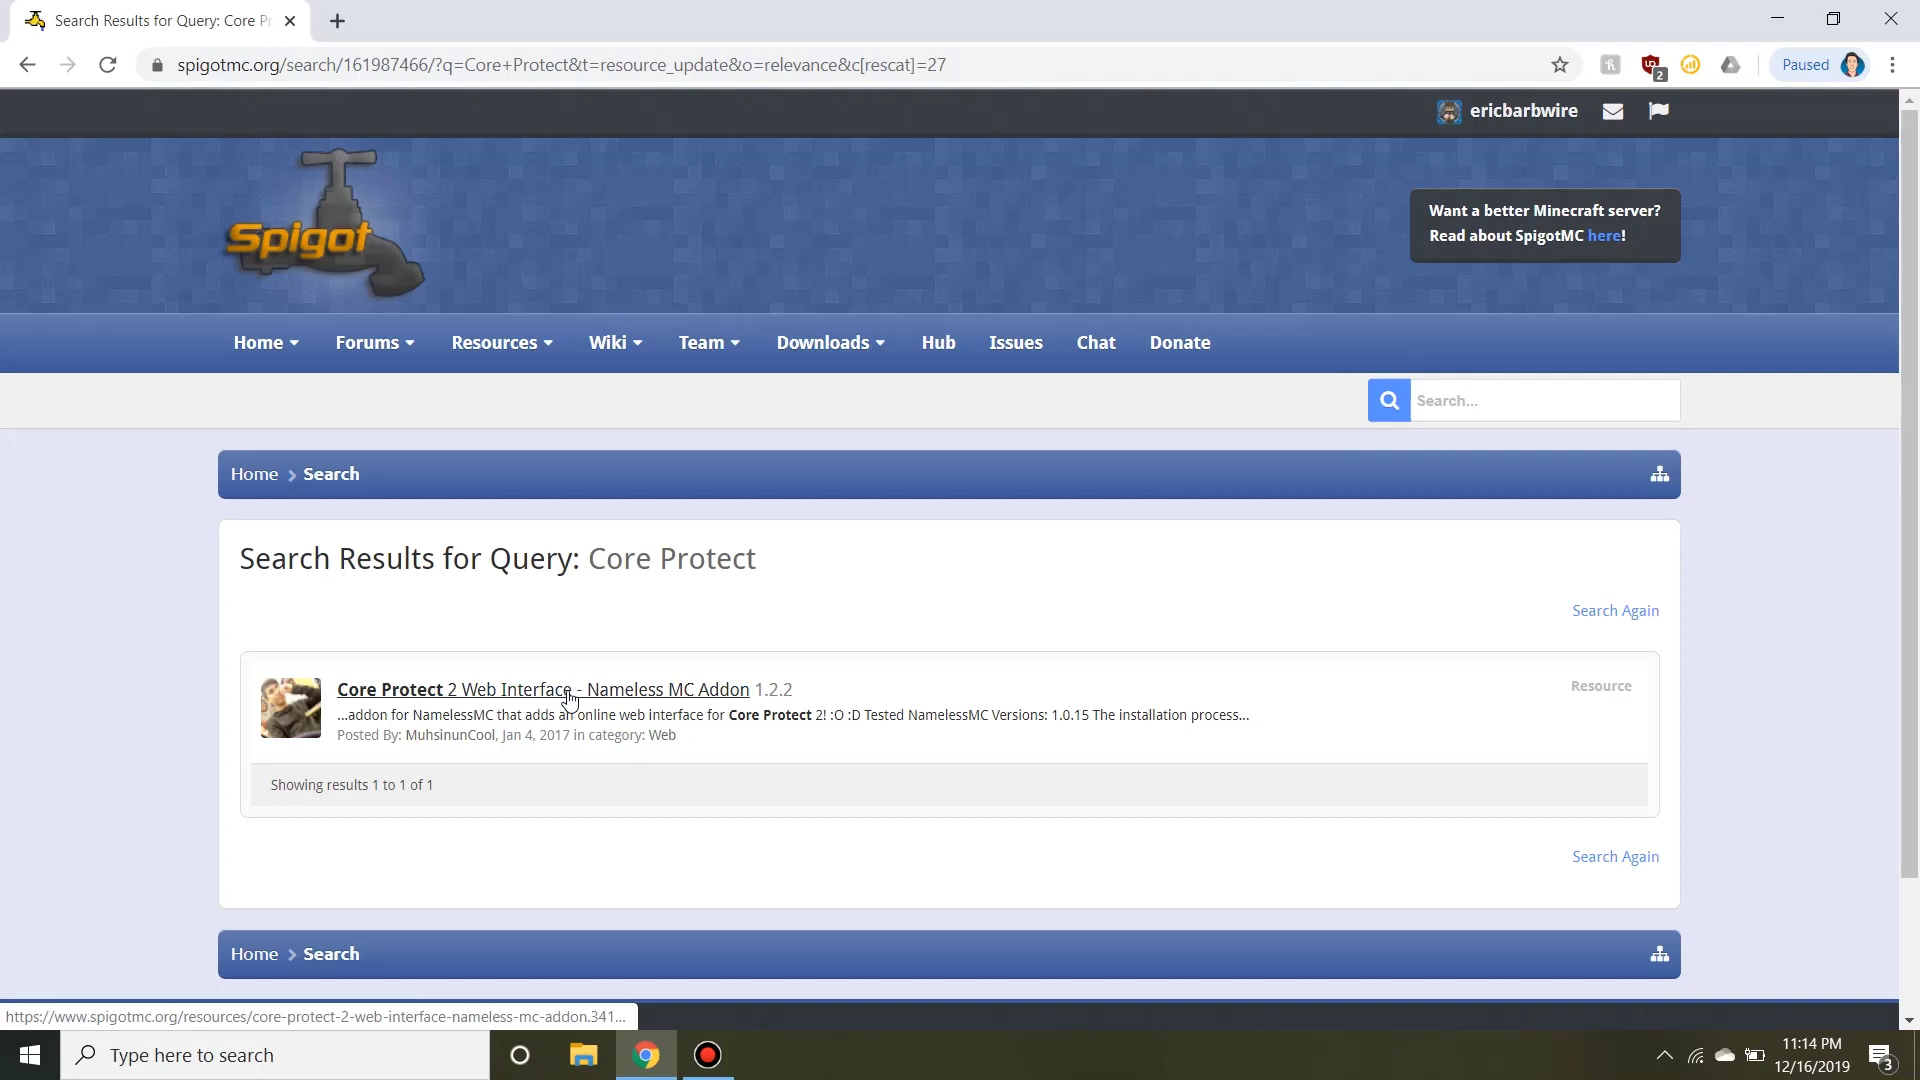 Search Results for Query: Core Pr
spigotmc.org/search/161987466/?q=Core+Protect&t=resource_update&o=relevance&c[rescat]=27
2
Paused
ericbarbwire
Spigot
Want a better Minecraft server?
Read about SpigotMC here!
Home Forums Resources Wiki Team Downloads Hub Issues Chat Donate
Search...
Home Search
Search Results for Query: Core Protect
Search Again
Core Protect 2 Web Interface - Nameless MC Addon 1.2.2
Resource
...addon for NamelessMC that adds an online web interface for Core Protect 2! :O :D Tested NamelessMC Versions: 1.0.15 The installation process...
Posted By: MuhsinunCool, Jan 4, 2017 in category: Web
Showing results 1 to 1 of 1
Search Again
Home Search
https://www.spigotmc.org/resources/core-protect-2-web-interface-nameless-mc-addon.341...
Type here to search
11:14 PM
12/16/2019
3